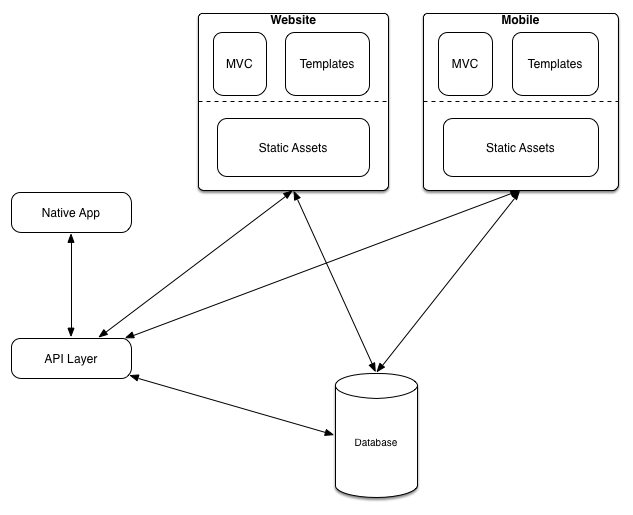 Website
Mobile
MVC
Templates
MVC
Templates
Static Assets
Static Assets
Native App
API Layer
Database